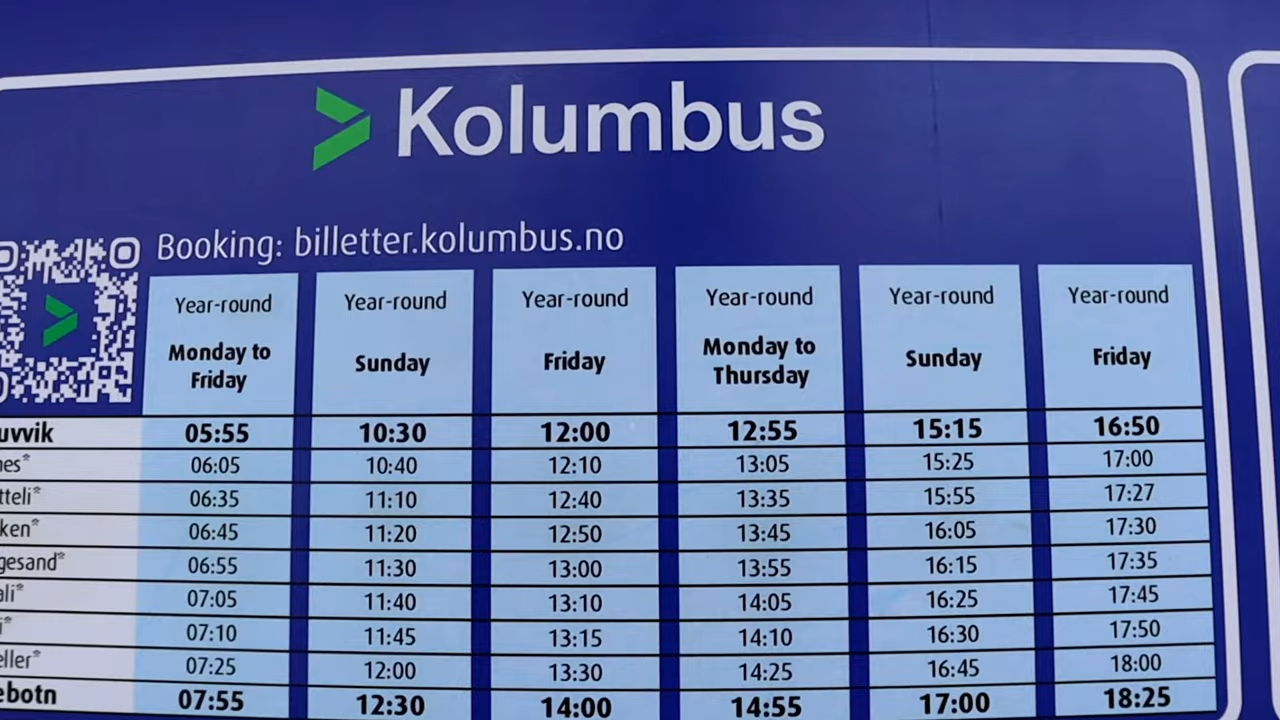 Kolumbus
Booking: billetter.kolumbus.no
Year-round Year-round Year-round Year-round Year-round Year-round
Monday to Friday Sunday Friday Monday to Thursday Sunday Friday
05:55 10:30 12:00 12:55 15:15 16:50
06:05 10:40 12:10 13:05 15:25 17:00
06:35 11:10 12:40 13:35 15:55 17:27
06:45 11:20 12:50 13:45 16:05 17:30
06:55 11:30 13:00 13:55 16:15 17:35
07:05 11:40 13:10 14:05 16:25 17:45
07:10 11:45 13:15 14:10 16:30 17:50
07:25 12:00 13:30 14:25 16:45 18:00
07:55 12:30 14:00 14:55 17:00 18:25